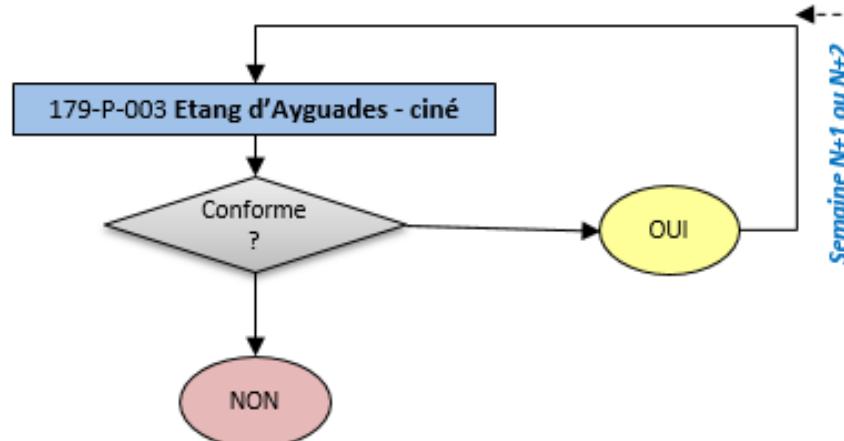 Semaine N+1 ou N+2
179-P-003 Etang d'Ayguades - ciné
Conforme
?
OUI
NON